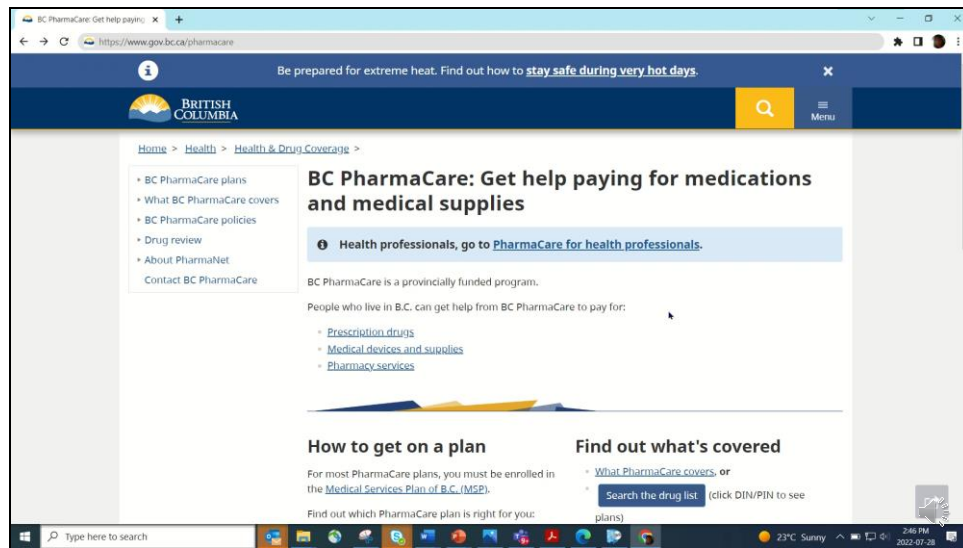 BC PharmaCare: Get help paying
https://www.gov.bc.ca/pharmacare
Be prepared for extreme heat. Find out how to stay safe during very hot days.
BRITISH
COLUMBIA
Menu
Home > Health > Health & Drug Coverage >
BC PharmaCare plans
What BC PharmaCare covers
BC PharmaCare policies
Drug review
About PharmaNet
Contact BC PharmaCare
BC PharmaCare: Get help paying for medications
and medical supplies
Health professionals, go to PharmaCare for health professionals.
BC PharmaCare is a provincially funded program.
People who live in B.C. can get help from BC PharmaCare to pay for:
Prescription drugs
Medical devices and supplies
Pharmacy services
How to get on a plan
For most PharmaCare plans, you must be enrolled in
the Medical Services Plan of B.C. (MSP).
Find out which PharmaCare plan is right for you:
Find out what's covered
What PharmaCare covers, or
Search the drug list (click DIN/PIN to see
plans)
Type here to search
23°C Sunny
2:46 PM
2022-07-28